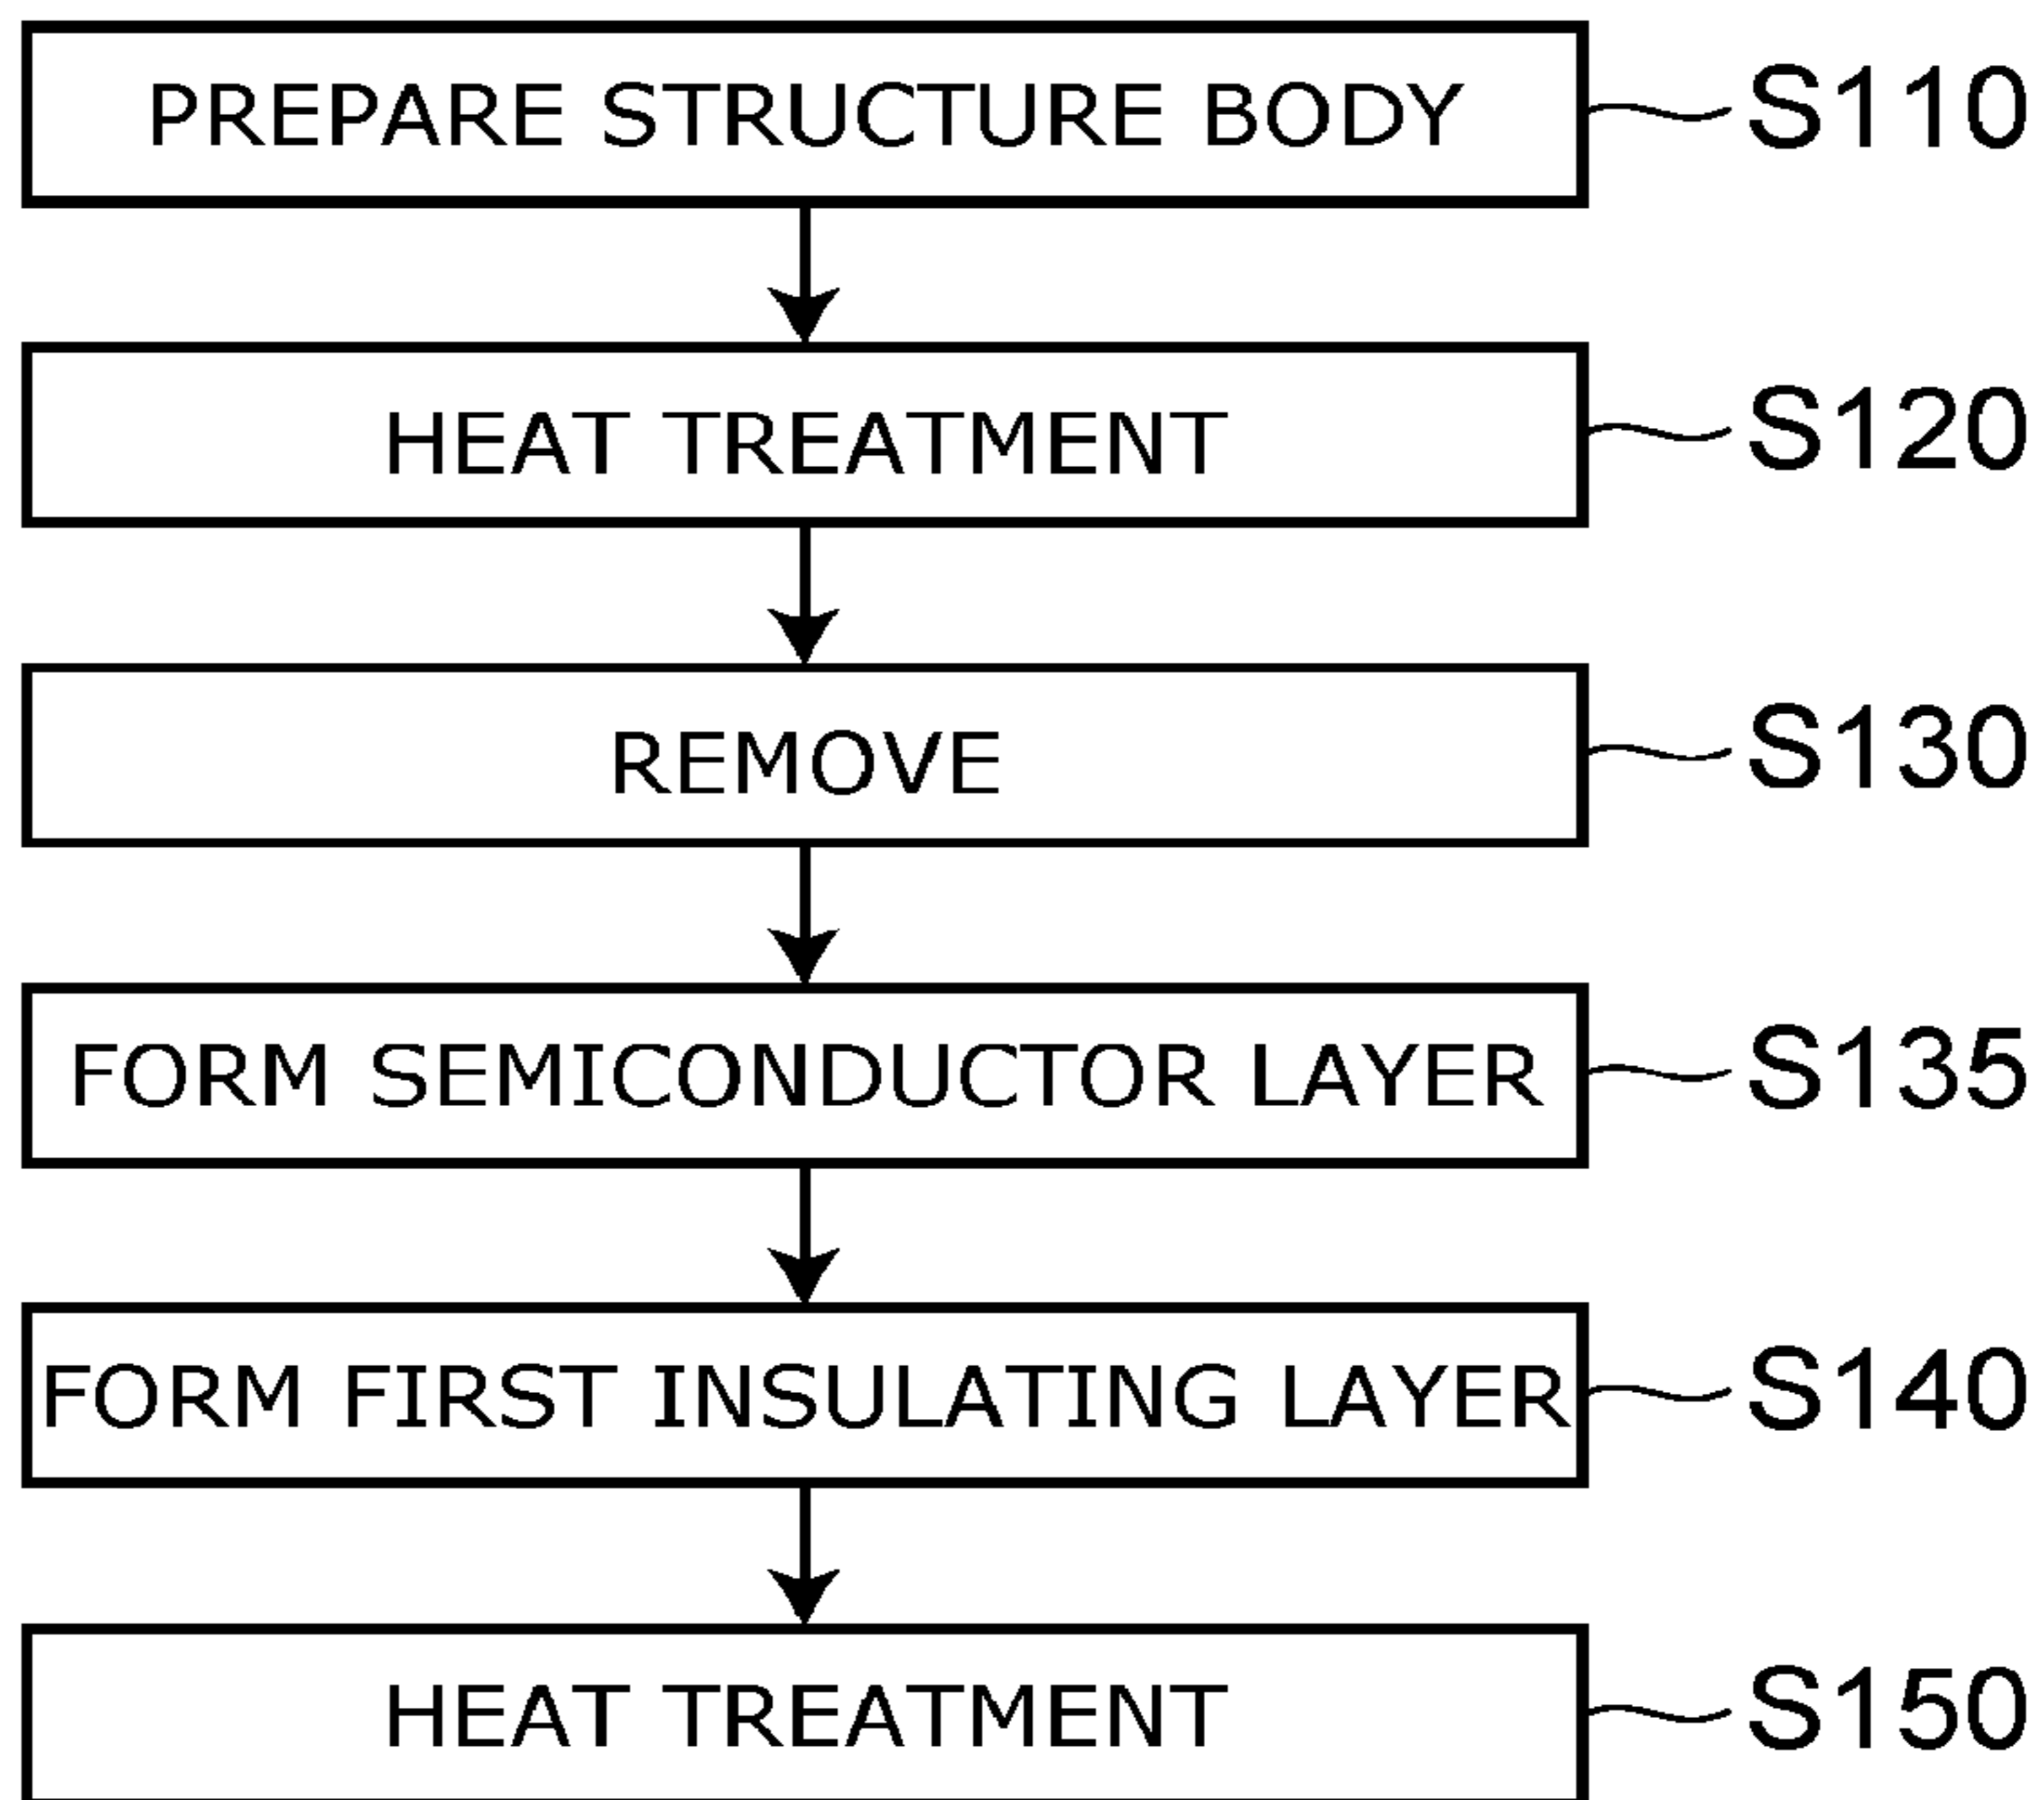 PREPARE STRUCTURE BODY S110
HEAT TREATMENT S120
REMOVE S130
FORM SEMICONDUCTOR LAYER S135
FORM FIRST INSULATING LAYER S140
HEAT TREATMENT S150